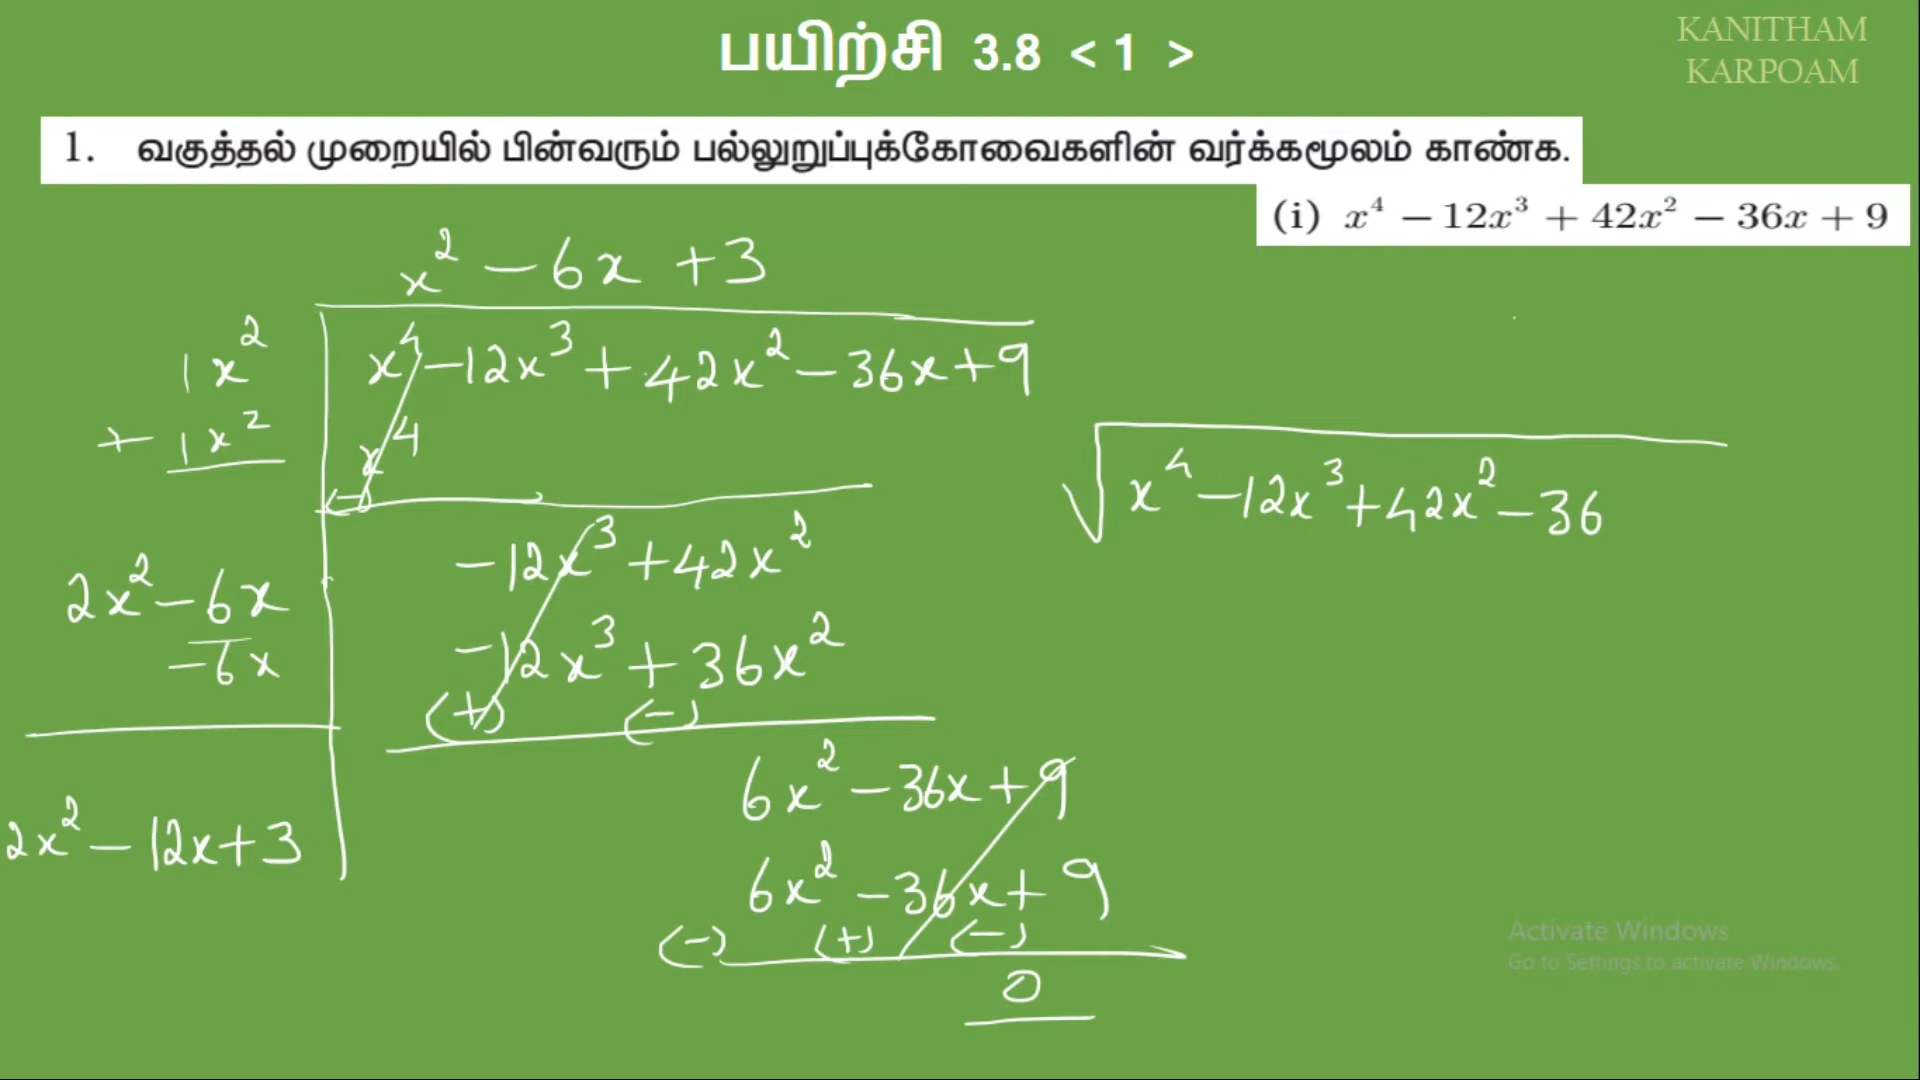 பயிற்சி 3.8 < 1 >
KANITHAM
KARPOAM
1. வகுத்தல் முறையில் பின்வரும் பல்லுறுப்புக்கோவைகளின் வர்க்கமூலம் காண்க.
(i) x⁴ − 12x³ + 42x² − 36x + 9
x² − 6x + 3
1x²
x⁴ − 12x³ + 42x² − 36x + 9
+ 1x²
x⁴
(−)
√x⁴ − 12x³ + 42x² − 36
−12x³ + 42x²
2x² − 6x
−12x³ + 36x²
−6x
(+) (−)
6x² − 36x + 9
2x² − 12x + 3
6x² − 36x + 9
(−) (+) (−)
0
Activate Windows
Go to Settings to activate Windows.